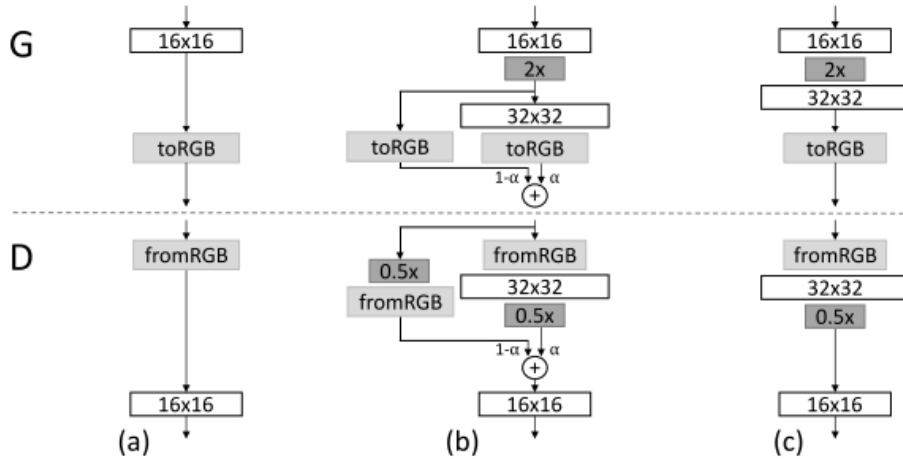 G
16x16
toRGB
16x16
2x
32x32
toRGB
toRGB
1-α
α
+
16x16
2x
32x32
toRGB
D
fromRGB
16x16
0.5x
fromRGB
fromRGB
32x32
0.5x
1-α
α
+
16x16
fromRGB
32x32
0.5x
16x16
(a)
(b)
(c)